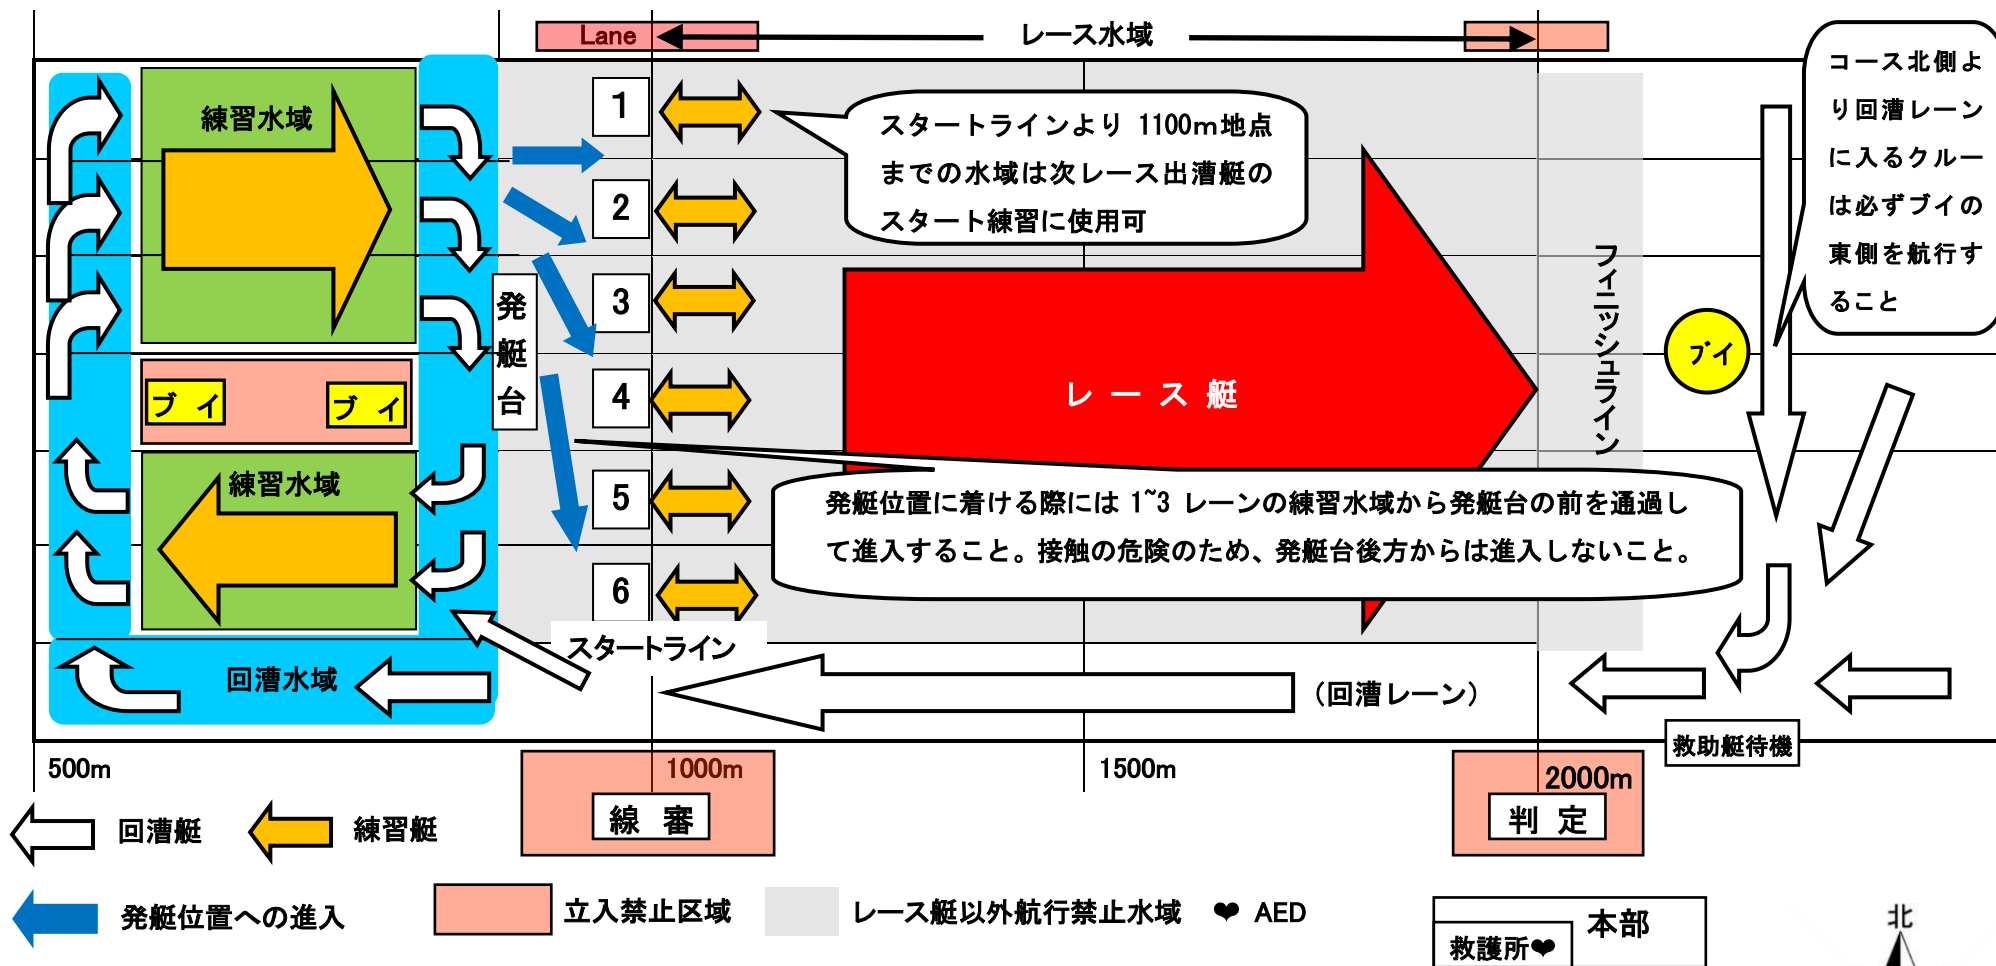 Lane
レース水域
コース北側よ
り回漕レーン
に入るクルー
は必ずブイの
東側を航行す
ること
練習水域
1
スタートラインより 1100m地点
までの水域は次レース出漕艇の
スタート練習に使用可
2
3
発艇台
フィニッシュライン
ブイ
ブイ
ブイ
4
レース艇
練習水域
5
発艇位置に着ける際には 1~3 レーンの練習水域から発艇台の前を通過し
て進入すること。接触の危険のため、発艇台後方からは進入しないこと。
6
スタートライン
回漕水域
(回漕レーン)
救助艇待機
500m
1000m
1500m
2000m
線審
判定
回漕艇
練習艇
発艇位置への進入
立入禁止区域
レース艇以外航行禁止水域
❤ AED
本部
救護所❤
北